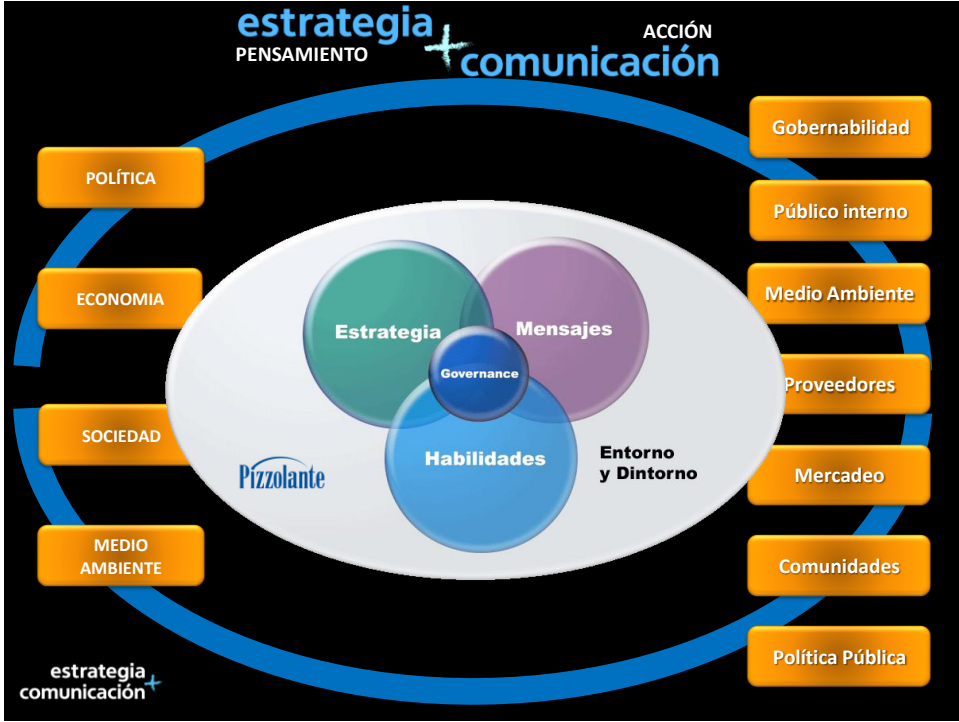 estrategia
PENSAMIENTO
+
ACCIÓN
comunicación
POLÍTICA
ECONOMIA
SOCIEDAD
MEDIO
AMBIENTE
Estrategia
Mensajes
Governance
Habilidades
Entorno
y Dintorno
Pizzolante
Gobernabilidad
Público interno
Medio Ambiente
Proveedores
Mercadeo
Comunidades
Política Pública
estrategia
comunicación+